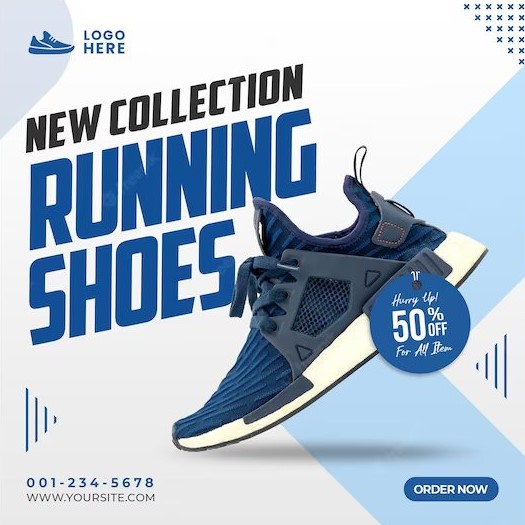 LOGO
HERE
NEW COLLECTION
RUNNING
SHOES
Hurry Up!
50% OFF
For All Item
001-234-5678
WWW.YOURSITE.COM
ORDER NOW